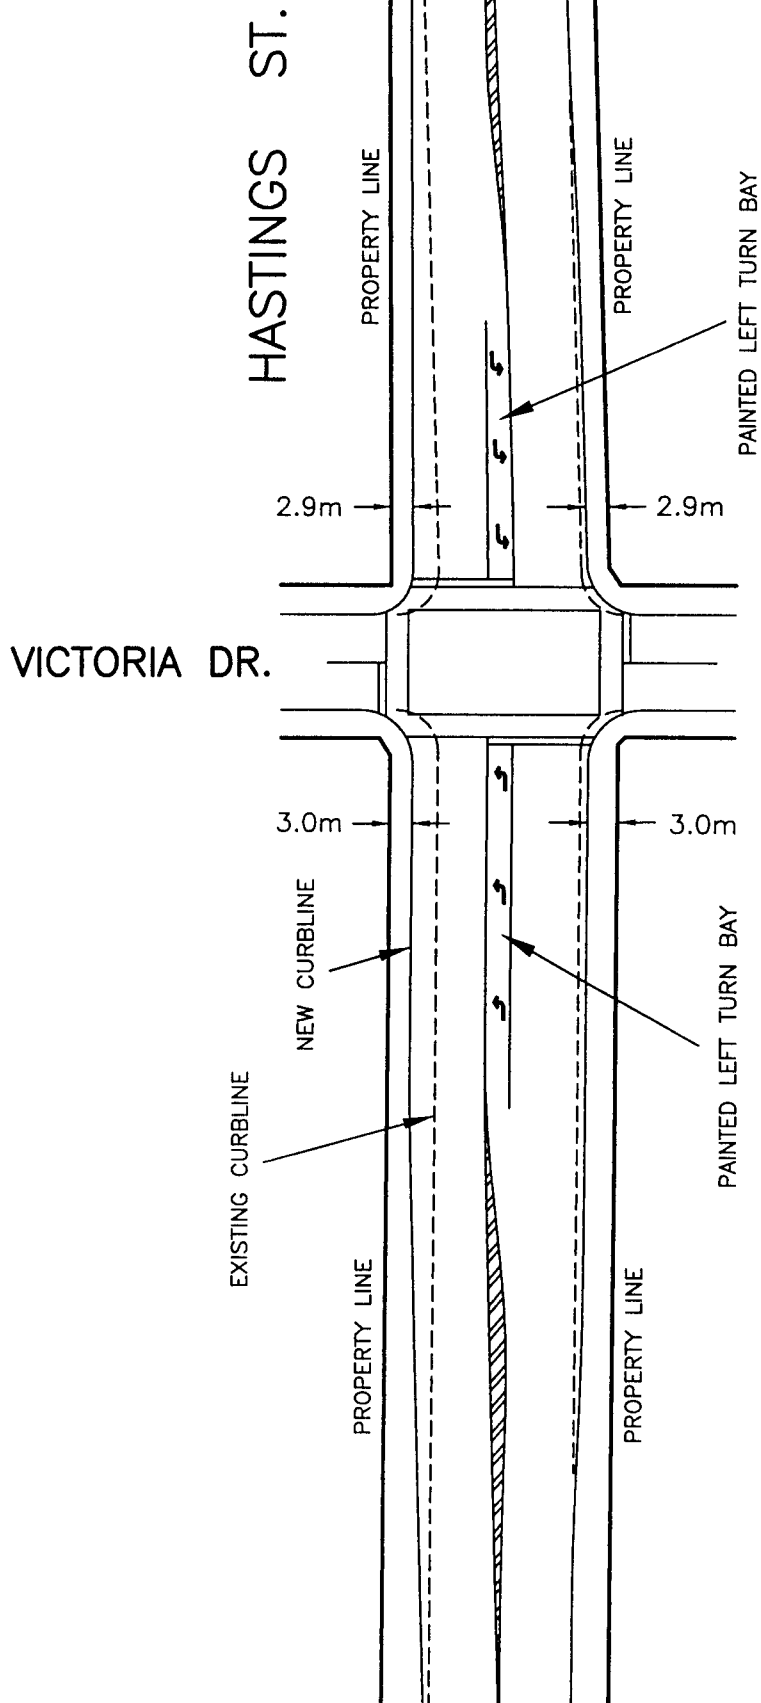 HASTINGS ST.
PROPERTY LINE
PROPERTY LINE
PAINTED LEFT TURN BAY
2.9m
2.9m
VICTORIA DR.
3.0m
3.0m
NEW CURBLINE
PAINTED LEFT TURN BAY
EXISTING CURBLINE
PROPERTY LINE
PROPERTY LINE